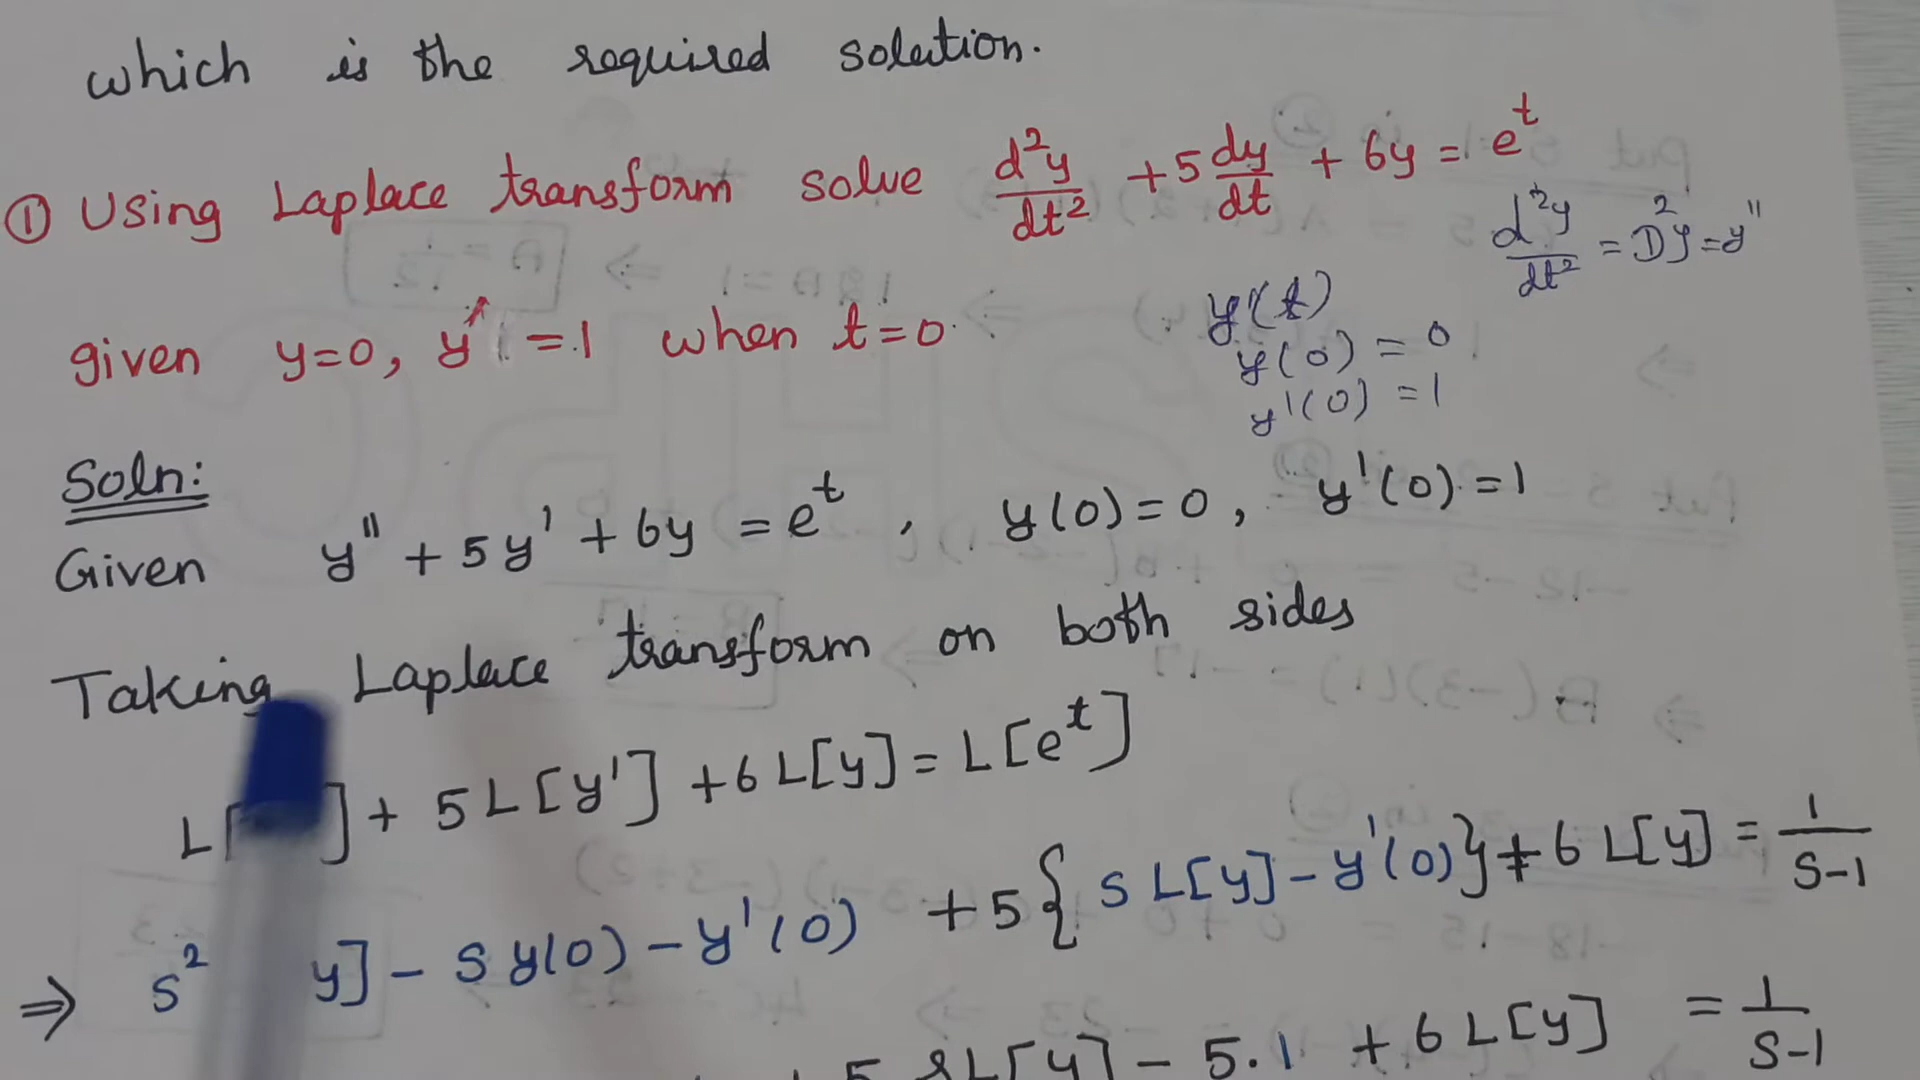 which is the required solution.
① Using Laplace transform solve d²y/dt² + 5 dy/dt + 6y = e^t
d²y/dt² = D²y = y''
given y=0, y' = 1 when t=0.
y(t)
y(0) = 0
y'(0) = 1
Soln:
Given y'' + 5y' + 6y = e^t , y(0)=0, y'(0)=1
Taking Laplace transform on both sides
L[ ] + 5L[y'] + 6L[y] = L[e^t]
⇒ s² y] - s y(0) - y'(0) + 5{s L[y] - y'(0)} + 6 L[y] = 1/(s-1)
5 sL[y] - 5.1 + 6 L[y] = 1/(s-1)